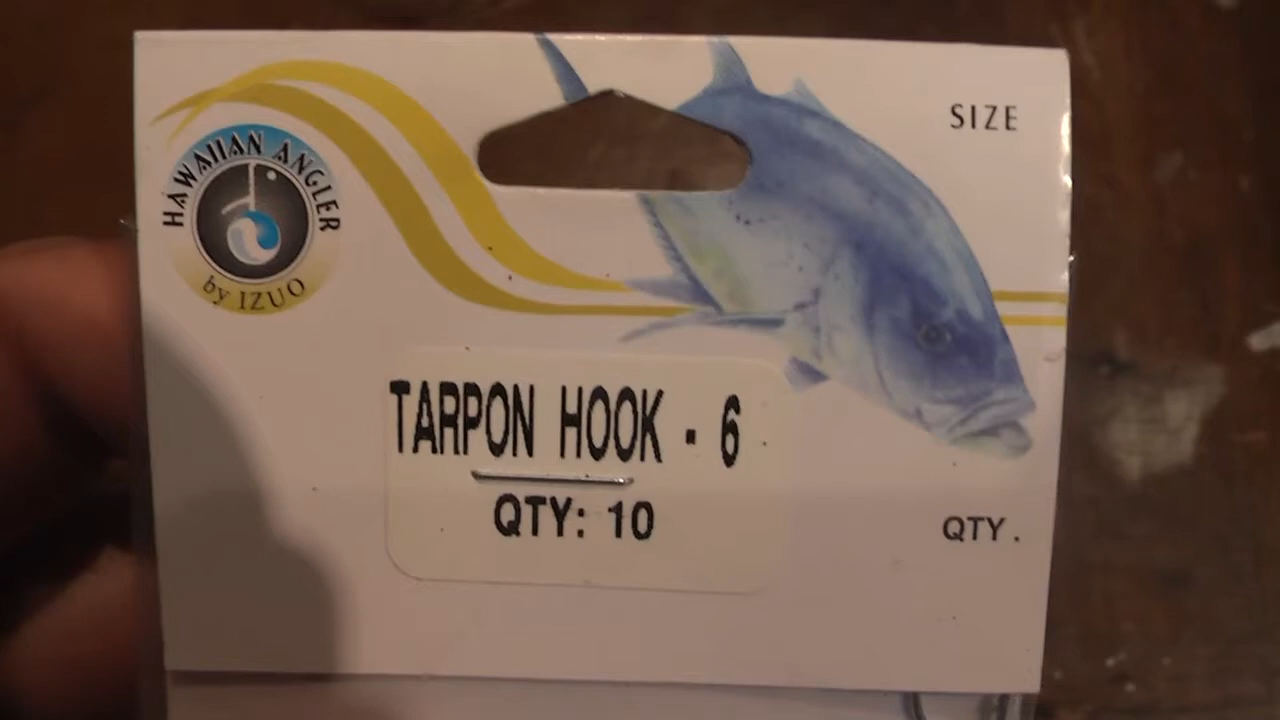 HAWAIIAN ANGLER
by IZUO
SIZE
TARPON HOOK - 6
QTY: 10
QTY.